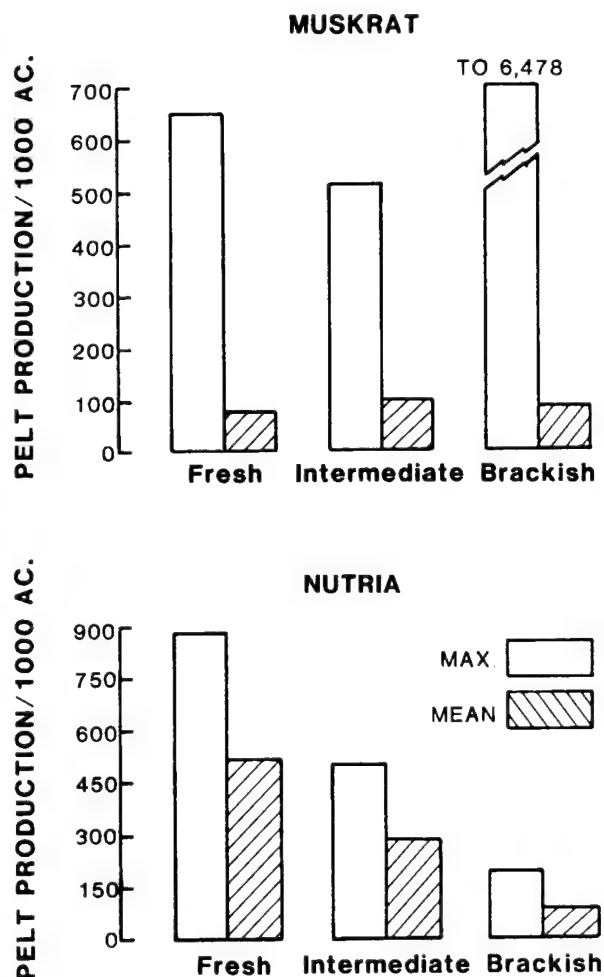 MUSKRAT
TO 6,478
PELT PRODUCTION/1000 AC.
700
600
500
400
300
200
100
0
Fresh Intermediate Brackish
NUTRIA
PELT PRODUCTION/1000 AC.
900
750
600
450
300
150
0
MAX.
MEAN
Fresh Intermediate Brackish